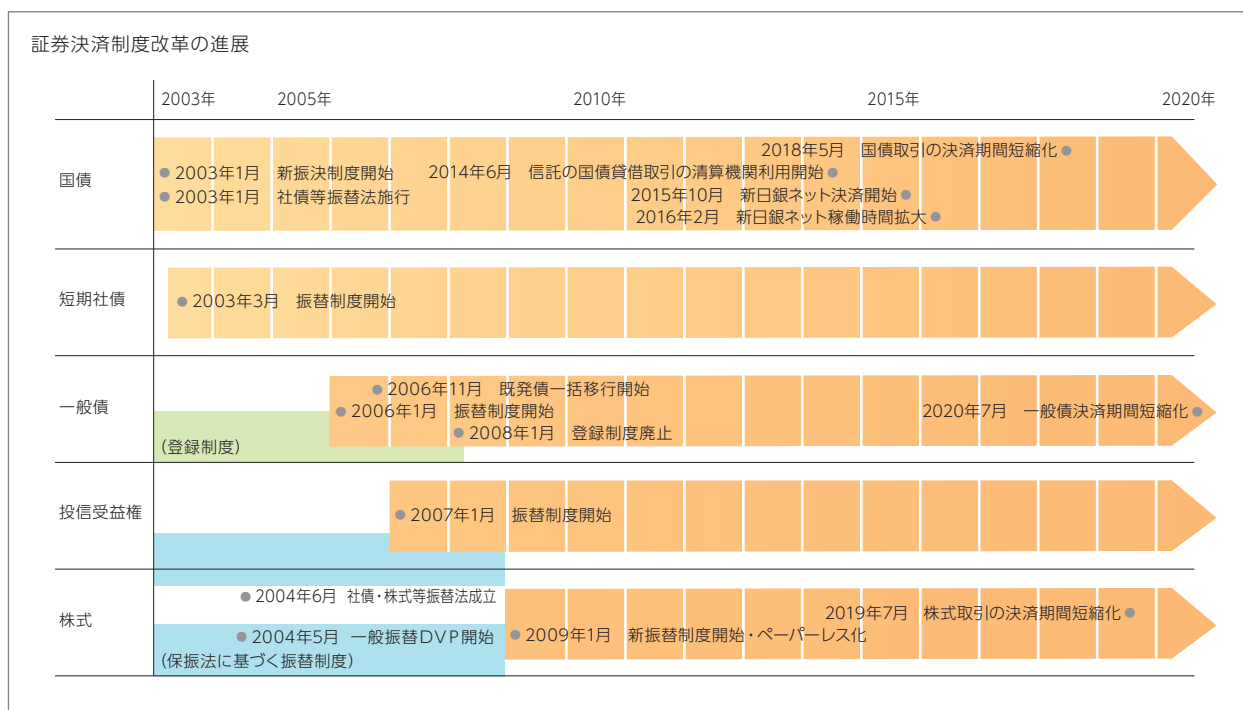 証券決済制度改革の進展
2003年 2005年 2010年 2015年 2020年
国債
2018年5月 国債取引の決済期間短縮化
2003年1月 新振決制度開始
2014年6月 信託の国債貸借取引の清算機関利用開始
2003年1月 社債等振替法施行
2015年10月 新日銀ネット決済開始
2016年2月 新日銀ネット稼働時間拡大
短期社債
2003年3月 振替制度開始
一般債
2006年11月 既発債一括移行開始
2006年1月 振替制度開始
2020年7月 一般債決済期間短縮化
2008年1月 登録制度廃止
(登録制度)
投信受益権
2007年1月 振替制度開始
株式
2004年6月 社債・株式等振替法成立
2019年7月 株式取引の決済期間短縮化
2004年5月 一般振替DVP開始
2009年1月 新振替制度開始・ペーパーレス化
(保振法に基づく振替制度)